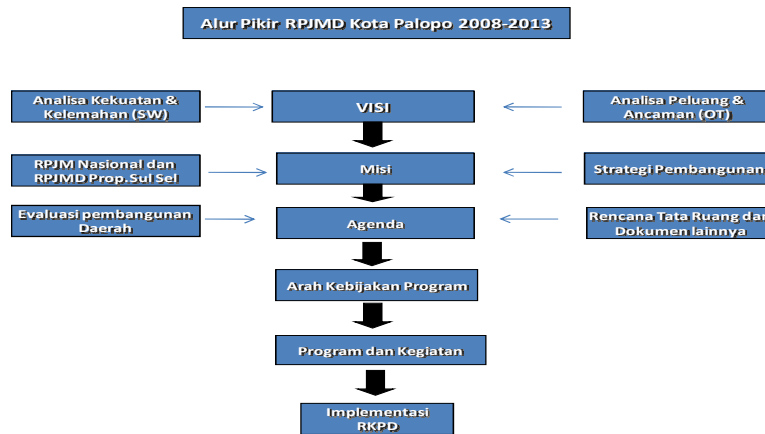 Alur Pikir RPJMD Kota Palopo 2008-2013
Analisa Kekuatan &
Kelemahan (SW)
VISI
Analisa Peluang &
Ancaman (OT)
RPJM Nasional dan
RPJMD Prop.Sul Sel
Misi
Strategi Pembangunan
Evaluasi pembangunan
Daerah
Agenda
Rencana Tata Ruang dan
Dokumen lainnya
Arah Kebijakan Program
Program dan Kegiatan
Implementasi
RKPD